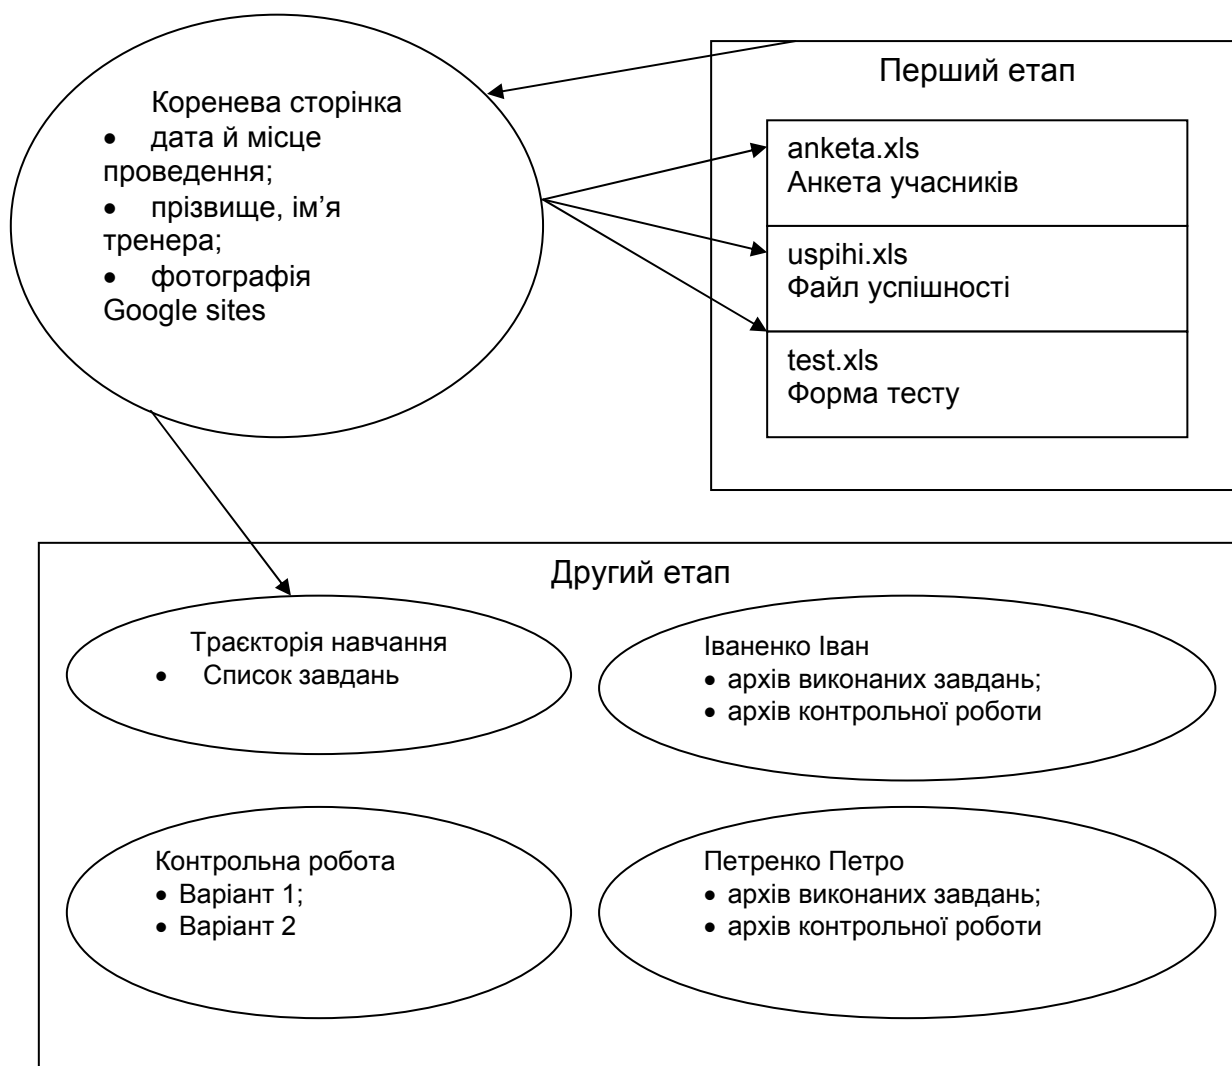 Коренева сторінка
• дата й місце
проведення;
• прізвище, ім’я
тренера;
• фотографія
Google sites
Перший етап
anketa.xls
Анкета учасників
uspihi.xls
Файл успішності
test.xls
Форма тесту
Другий етап
Траєкторія навчання
• Список завдань
Іваненко Іван
• архів виконаних завдань;
• архів контрольної роботи
Контрольна робота
• Варіант 1;
• Варіант 2
Петренко Петро
• архів виконаних завдань;
• архів контрольної роботи